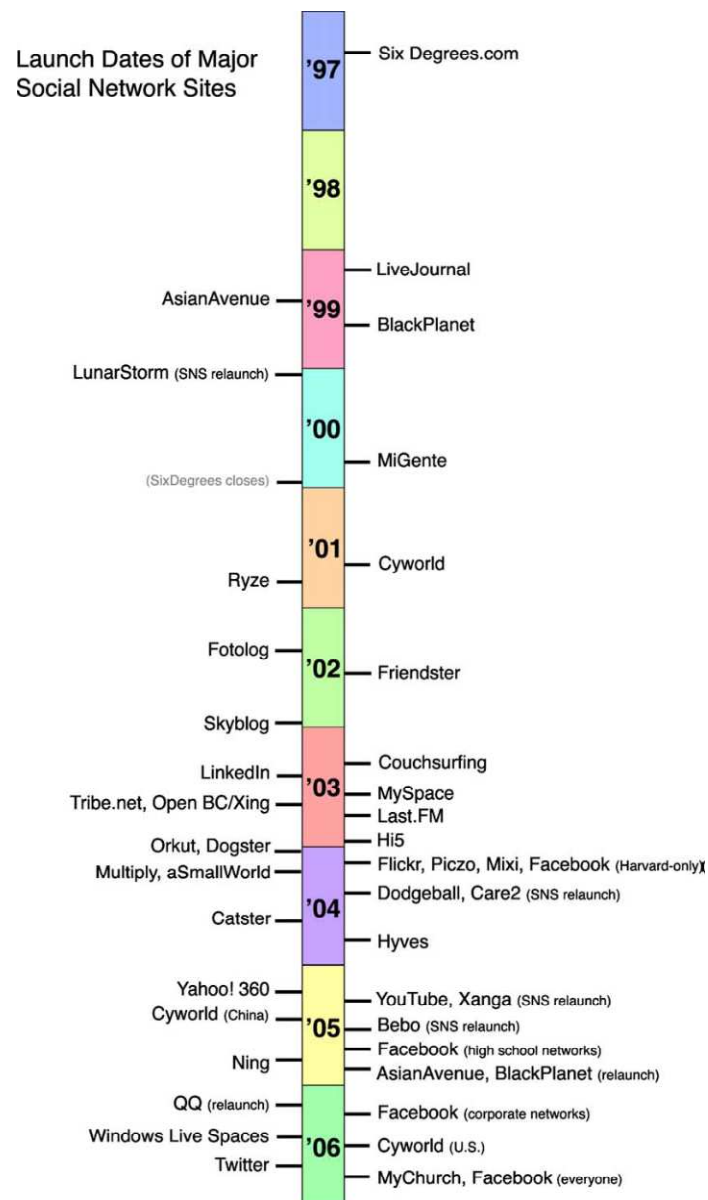 Launch Dates of Major
Social Network Sites
'97
Six Degrees.com
'98
LiveJournal
AsianAvenue
'99
BlackPlanet
LunarStorm (SNS relaunch)
'00
MiGente
(SixDegrees closes)
'01
Cyworld
Ryze
Fotolog
'02
Friendster
Skyblog
Couchsurfing
LinkedIn
'03
MySpace
Tribe.net, Open BC/Xing
Last.FM
Hi5
Orkut, Dogster
Flickr, Piczo, Mixi, Facebook (Harvard-only)
Multiply, aSmallWorld
Dodgeball, Care2 (SNS relaunch)
'04
Catster
Hyves
Yahoo! 360
YouTube, Xanga (SNS relaunch)
Cyworld (China)
Bebo (SNS relaunch)
'05
Facebook (high school networks)
Ning
AsianAvenue, BlackPlanet (relaunch)
QQ (relaunch)
Facebook (corporate networks)
Windows Live Spaces
'06
Cyworld (U.S.)
Twitter
MyChurch, Facebook (everyone)